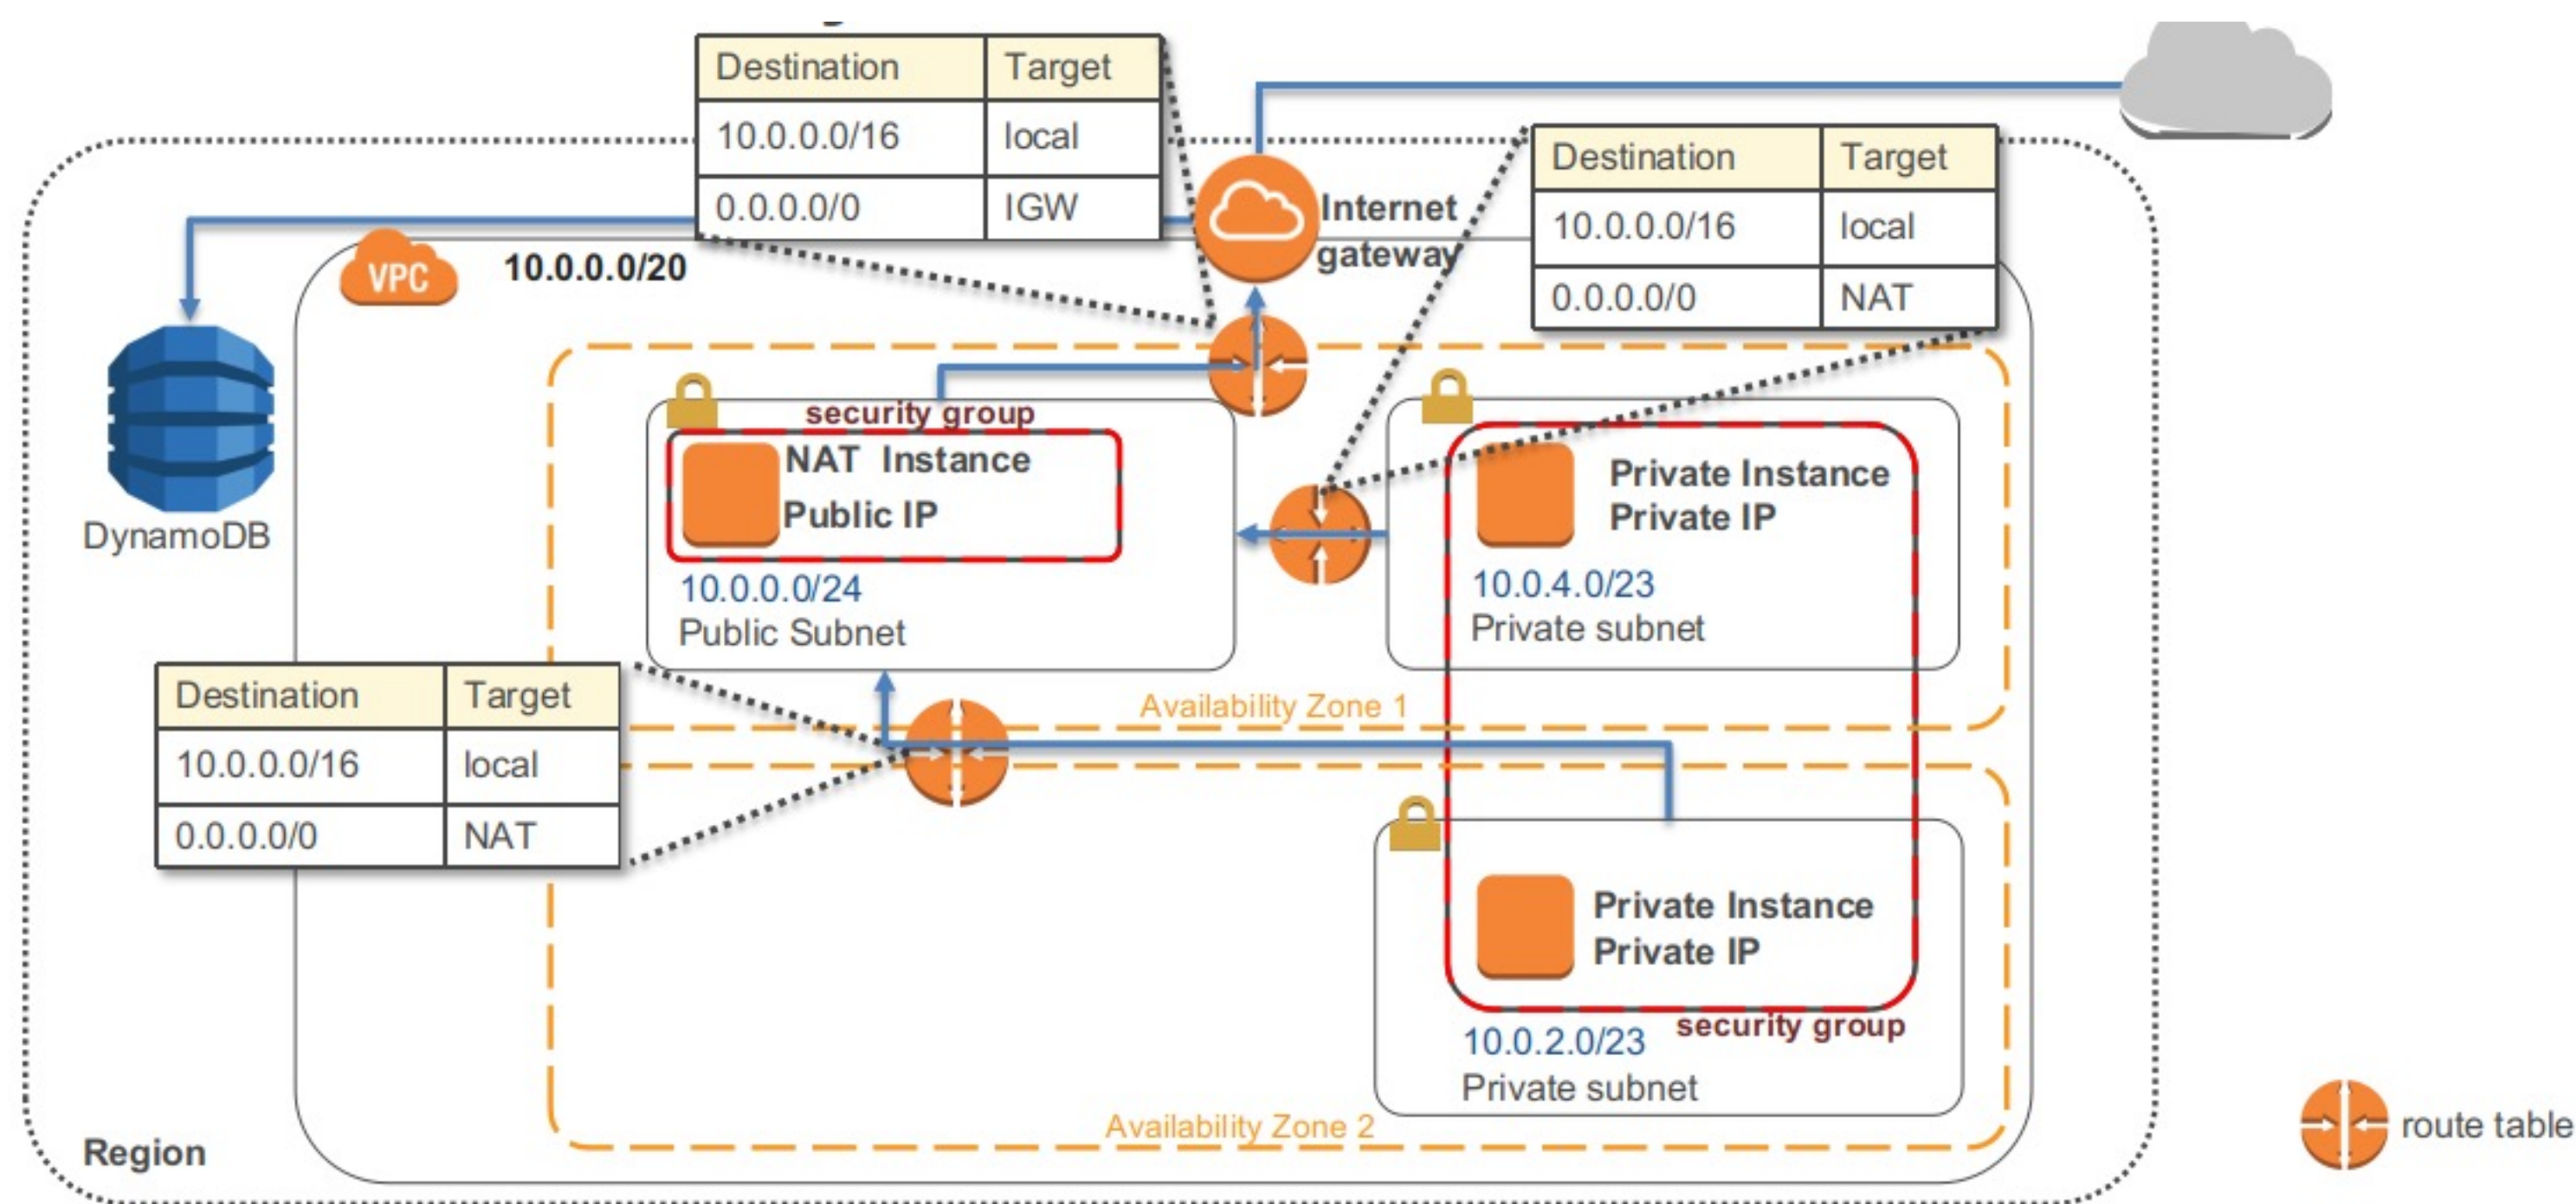 Destination Target
10.0.0.0/16 local
0.0.0.0/0 IGW
Internet
gateway
Destination Target
10.0.0.0/16 local
0.0.0.0/0 NAT
VPC
10.0.0.0/20
DynamoDB
security group
NAT Instance
Public IP
10.0.0.0/24
Public Subnet
Private Instance
Private IP
10.0.4.0/23
Private subnet
Availability Zone 1
Destination Target
10.0.0.0/16 local
0.0.0.0/0 NAT
Private Instance
Private IP
security group
10.0.2.0/23
Private subnet
Availability Zone 2
Region
route table